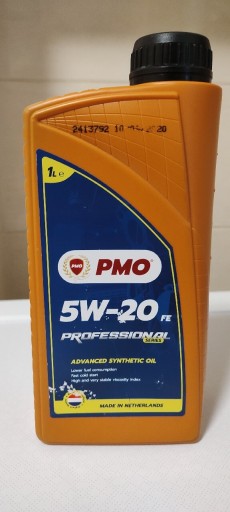 2413792
20
1L e
PMO PMO
5W-20 FE
PROFESSIONAL
SERIES
ADVANCED SYNTHETIC OIL
Lower fuel consumption
Fast cold start
High and very stable viscosity index
MADE IN NETHERLANDS